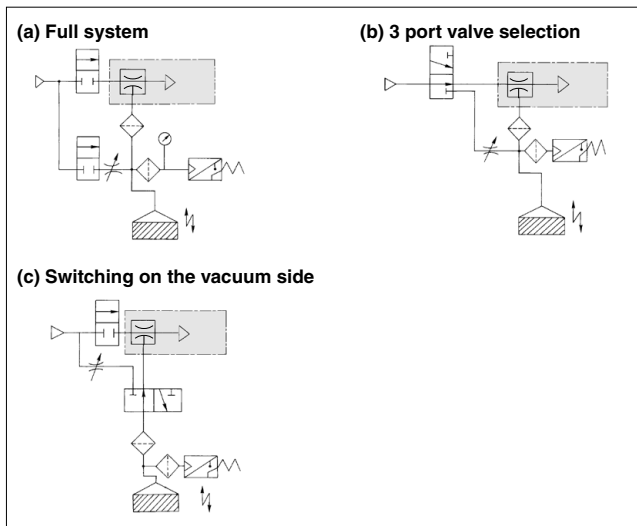 (a) Full system
(b) 3 port valve selection
(c) Switching on the vacuum side